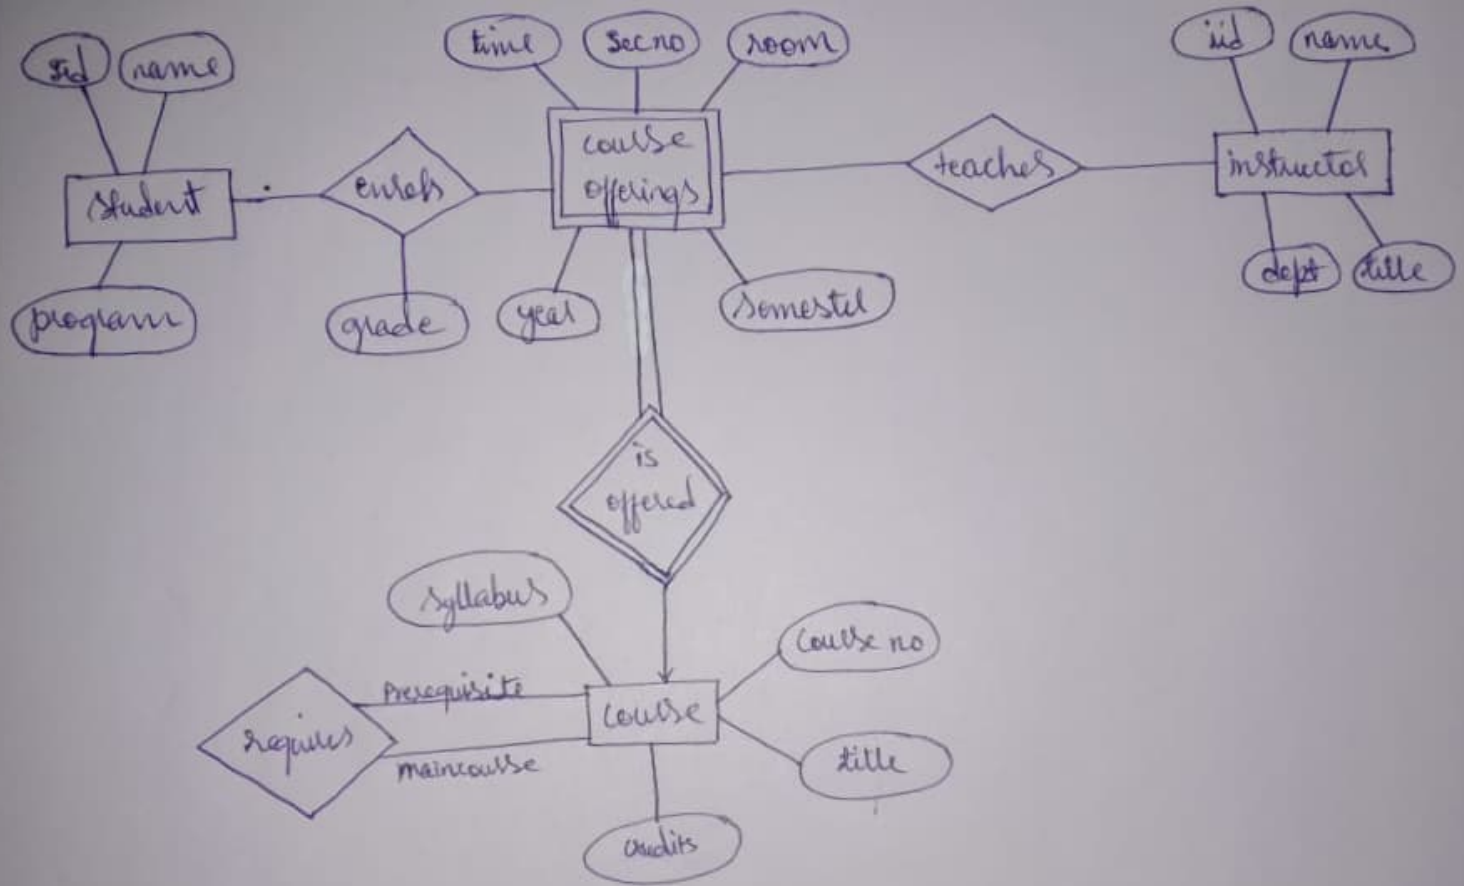 sid
name
time
secno
room
iid
name
student
enrols
course
offerings
teaches
instructor
program
grade
year
semester
dept
title
is
offered
syllabus
course no
prerequisite
requires
course
maincourse
title
credits